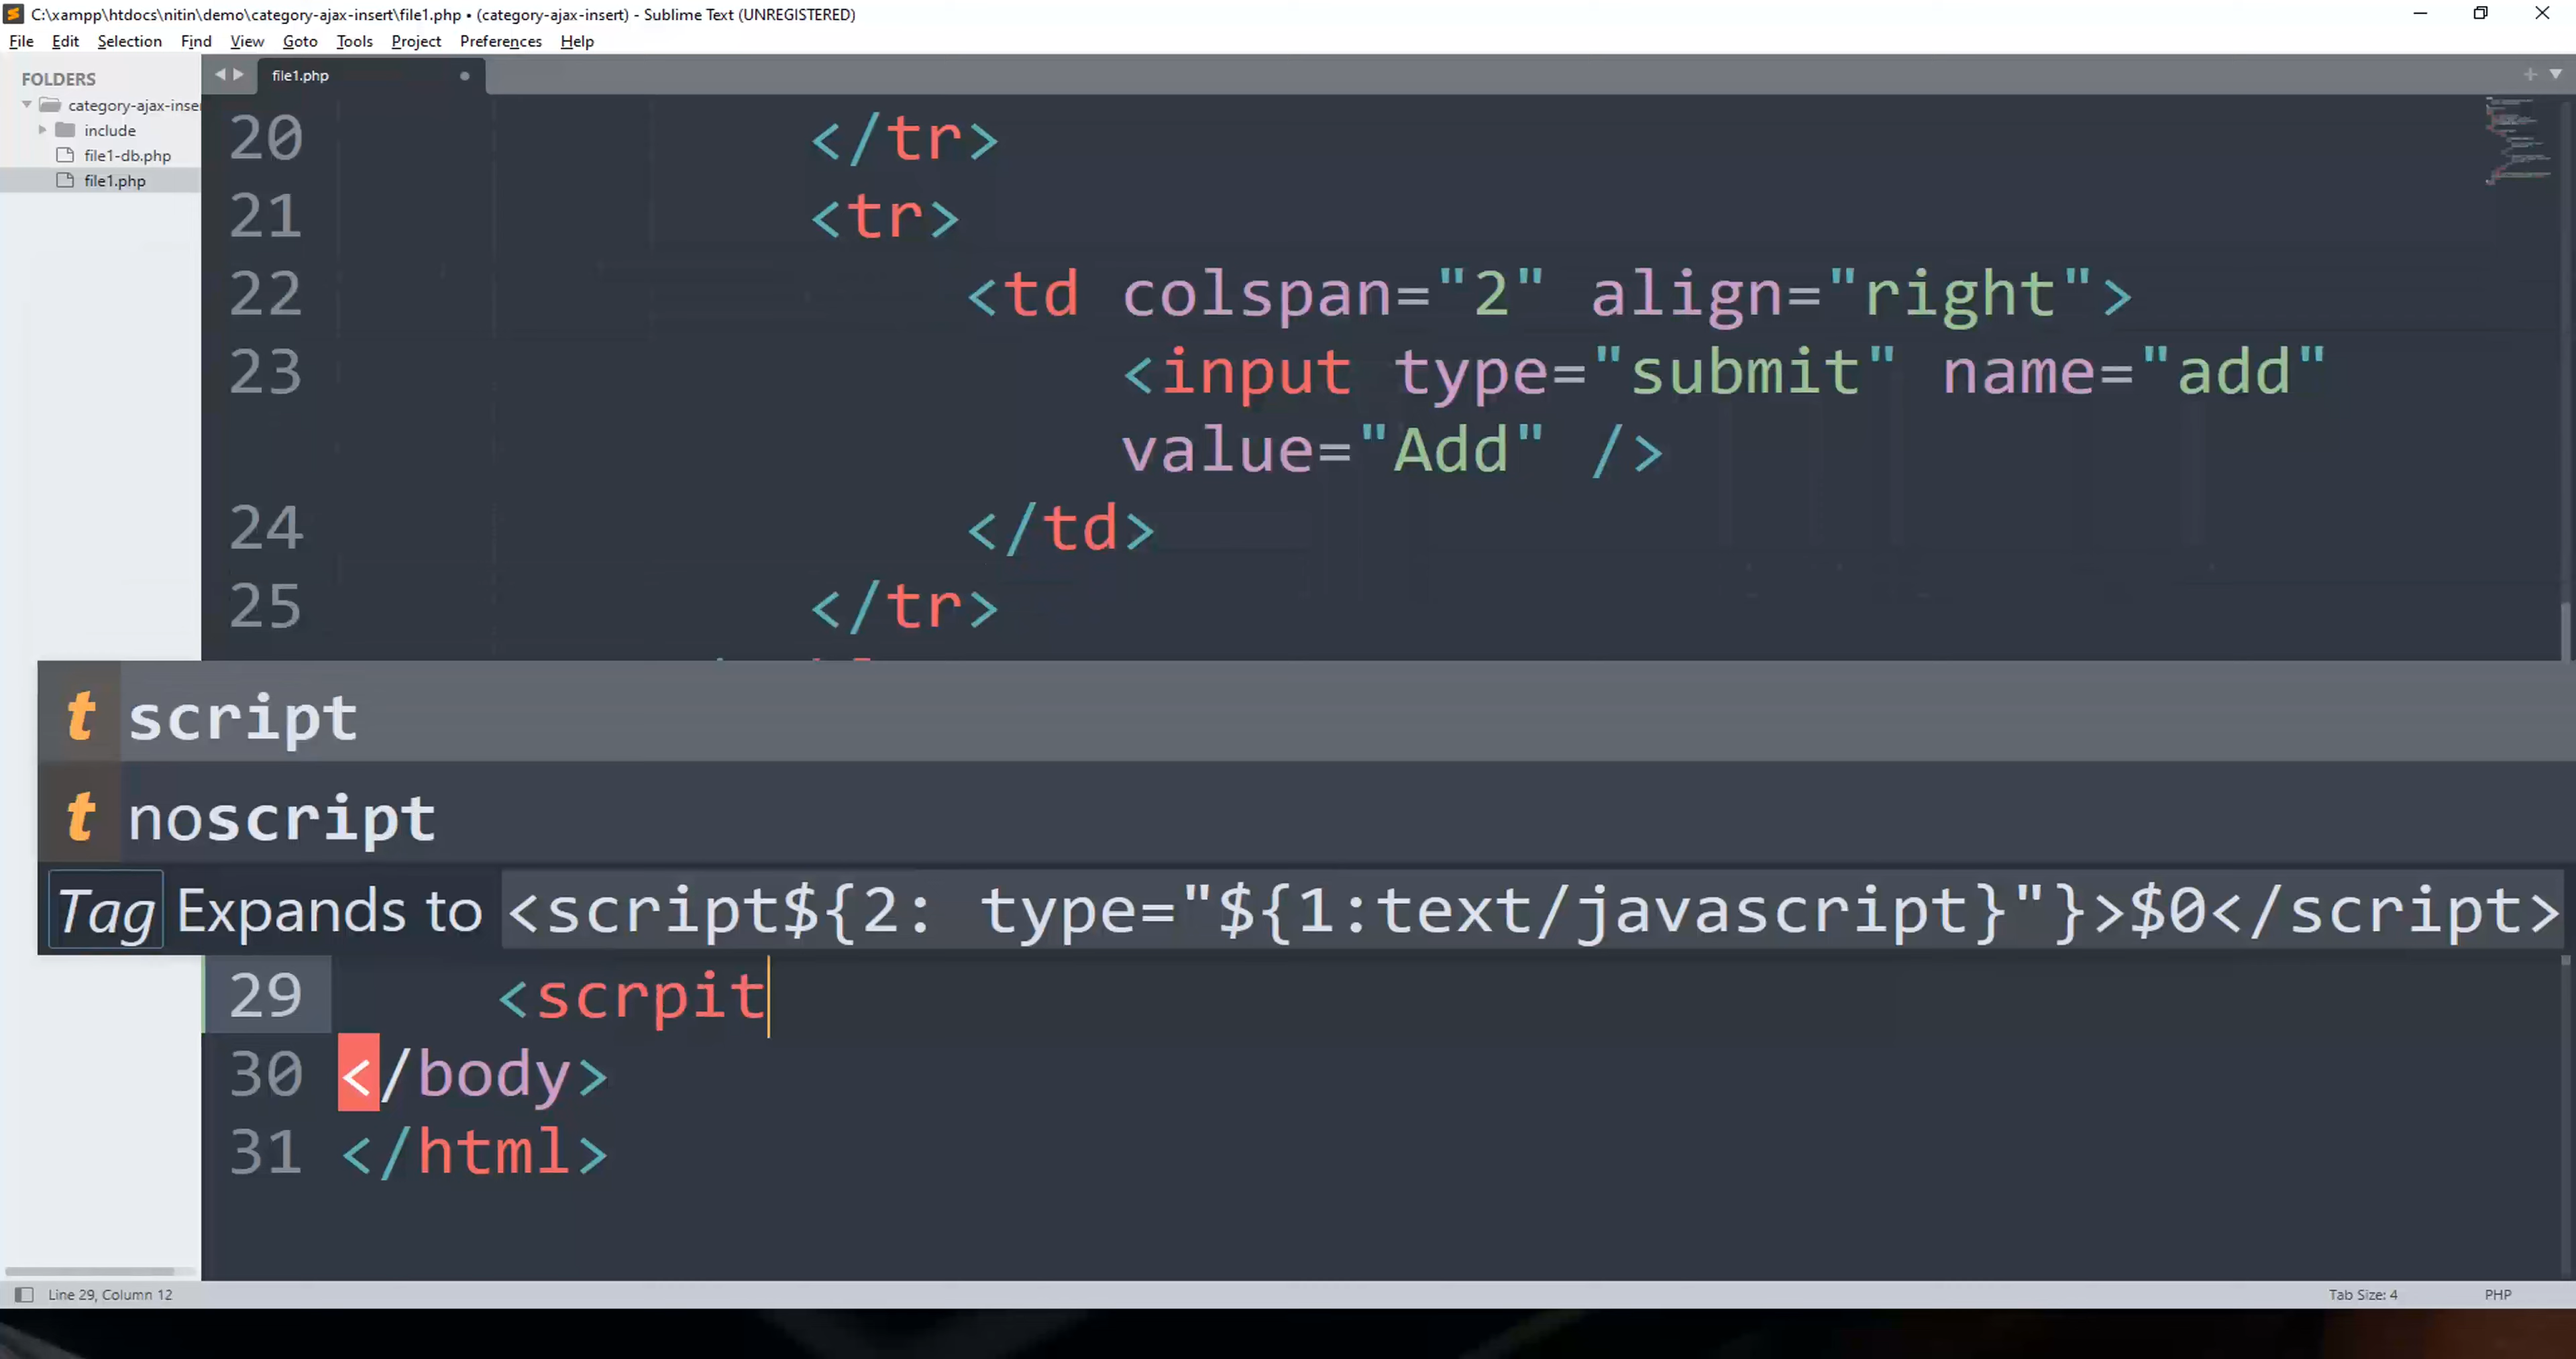 C:\xampp\htdocs\nitin\demo\category-ajax-insert\file1.php • (category-ajax-insert) - Sublime Text (UNREGISTERED)
File Edit Selection Find View Goto Tools Project Preferences Help
FOLDERS
category-ajax-inser
include
file1-db.php
file1.php
file1.php
20 </tr>
21 <tr>
22 <td colspan="2" align="right">
23 <input type="submit" name="add"
value="Add" />
24 </td>
25 </tr>
t script
t noscript
Tag Expands to <script${2: type="${1:text/javascript}"}>$0</script>
29 <scrpit
30 </body>
31 </html>
Line 29, Column 12
Tab Size: 4
PHP